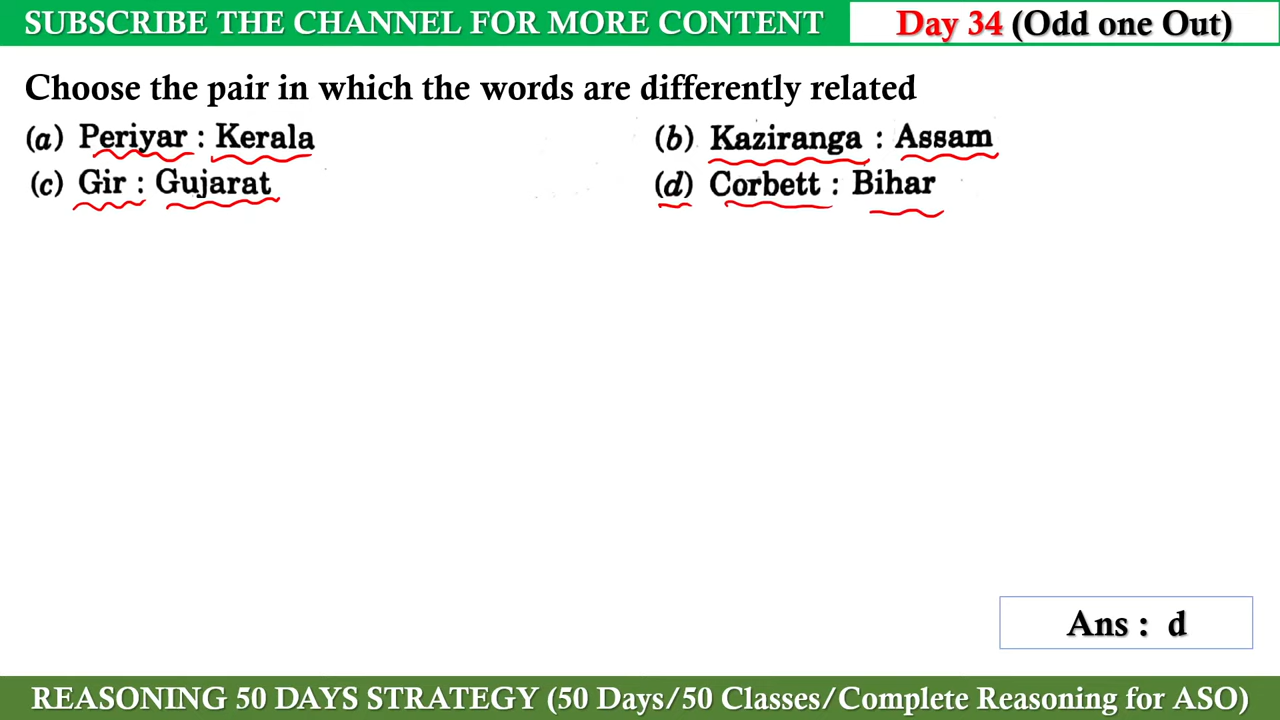 SUBSCRIBE THE CHANNEL FOR MORE CONTENT
Day 34 (Odd one Out)
Choose the pair in which the words are differently related
(a) Periyar : Kerala
(b) Kaziranga : Assam
(c) Gir : Gujarat
(d) Corbett : Bihar
Ans : d
REASONING 50 DAYS STRATEGY (50 Days/50 Classes/Complete Reasoning for ASO)